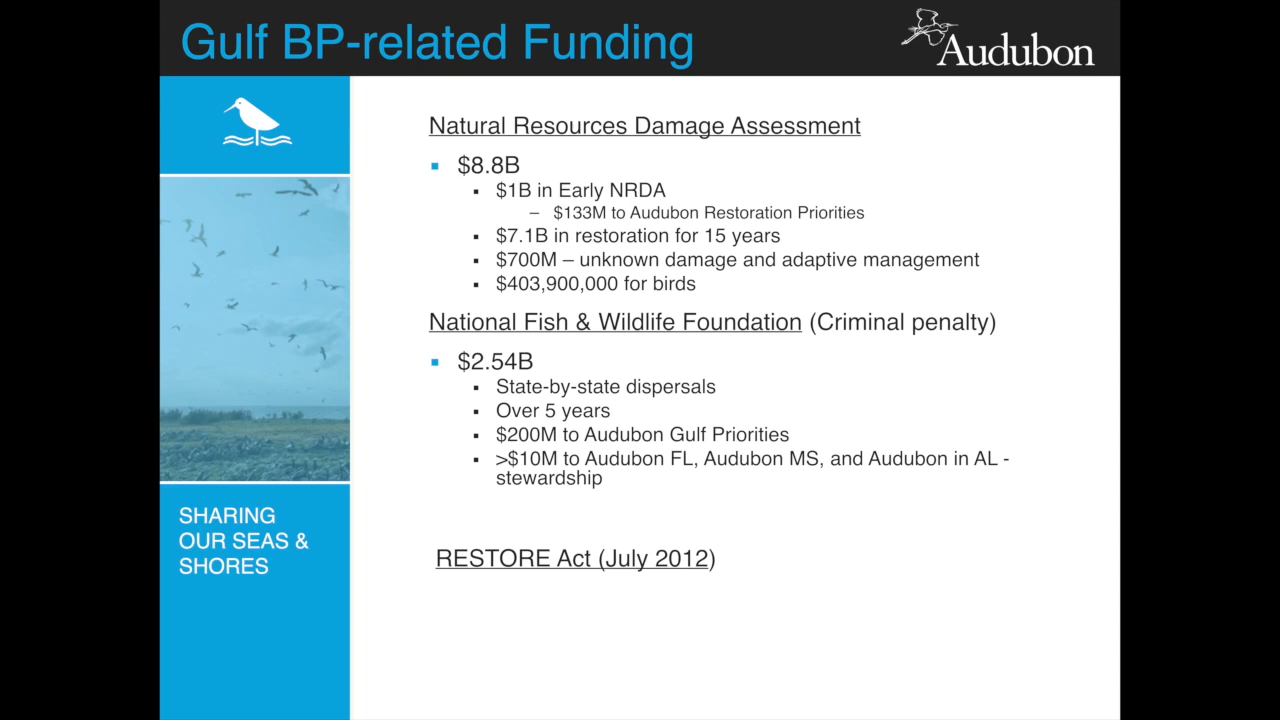 Gulf BP-related Funding
Audubon
Natural Resources Damage Assessment
▪ $8.8B
▪ $1B in Early NRDA
– $133M to Audubon Restoration Priorities
▪ $7.1B in restoration for 15 years
▪ $700M – unknown damage and adaptive management
▪ $403,900,000 for birds
National Fish & Wildlife Foundation (Criminal penalty)
▪ $2.54B
▪ State-by-state dispersals
▪ Over 5 years
▪ $200M to Audubon Gulf Priorities
▪ >$10M to Audubon FL, Audubon MS, and Audubon in AL -
stewardship
RESTORE Act (July 2012)
SHARING
OUR SEAS &
SHORES